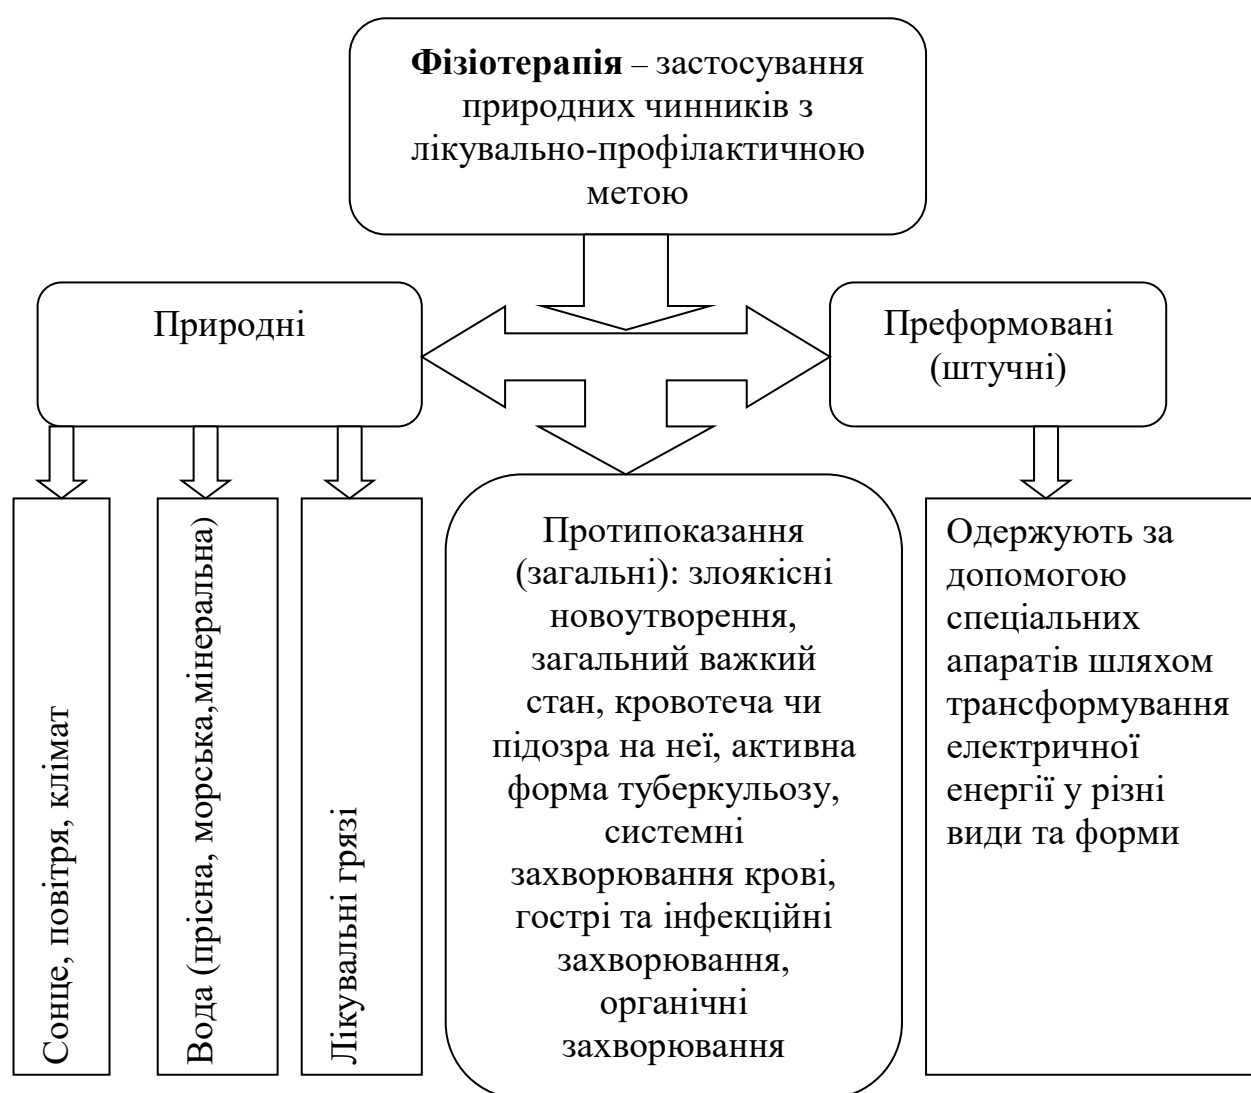 Фізіотерапія – застосування
природних чинників з
лікувально-профілактичною
метою
Природні
Преформовані
(штучні)
Сонце, повітря, клімат
Вода (прісна, морська,мінеральна)
Лікувальні грязі
Протипоказання
(загальні): злоякісні
новоутворення,
загальний важкий
стан, кровотеча чи
підозра на неї, активна
форма туберкульозу,
системні
захворювання крові,
гострі та інфекційні
захворювання,
органічні
захворювання
Одержують за
допомогою
спеціальних
апаратів шляхом
трансформування
електричної
енергії у різні
види та форми